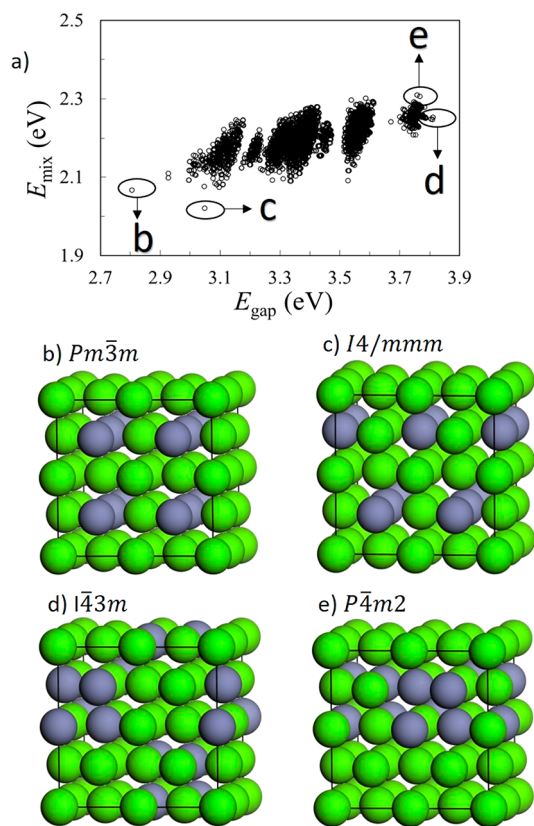 a)
2.5
2.3
2.1
1.9
E_mix (eV)
e
d
c
b
2.7 2.9 3.1 3.3 3.5 3.7 3.9
E_gap (eV)
b) Pm3̅m
c) I4/mmm
d) I4̅3m
e) P4̅m2